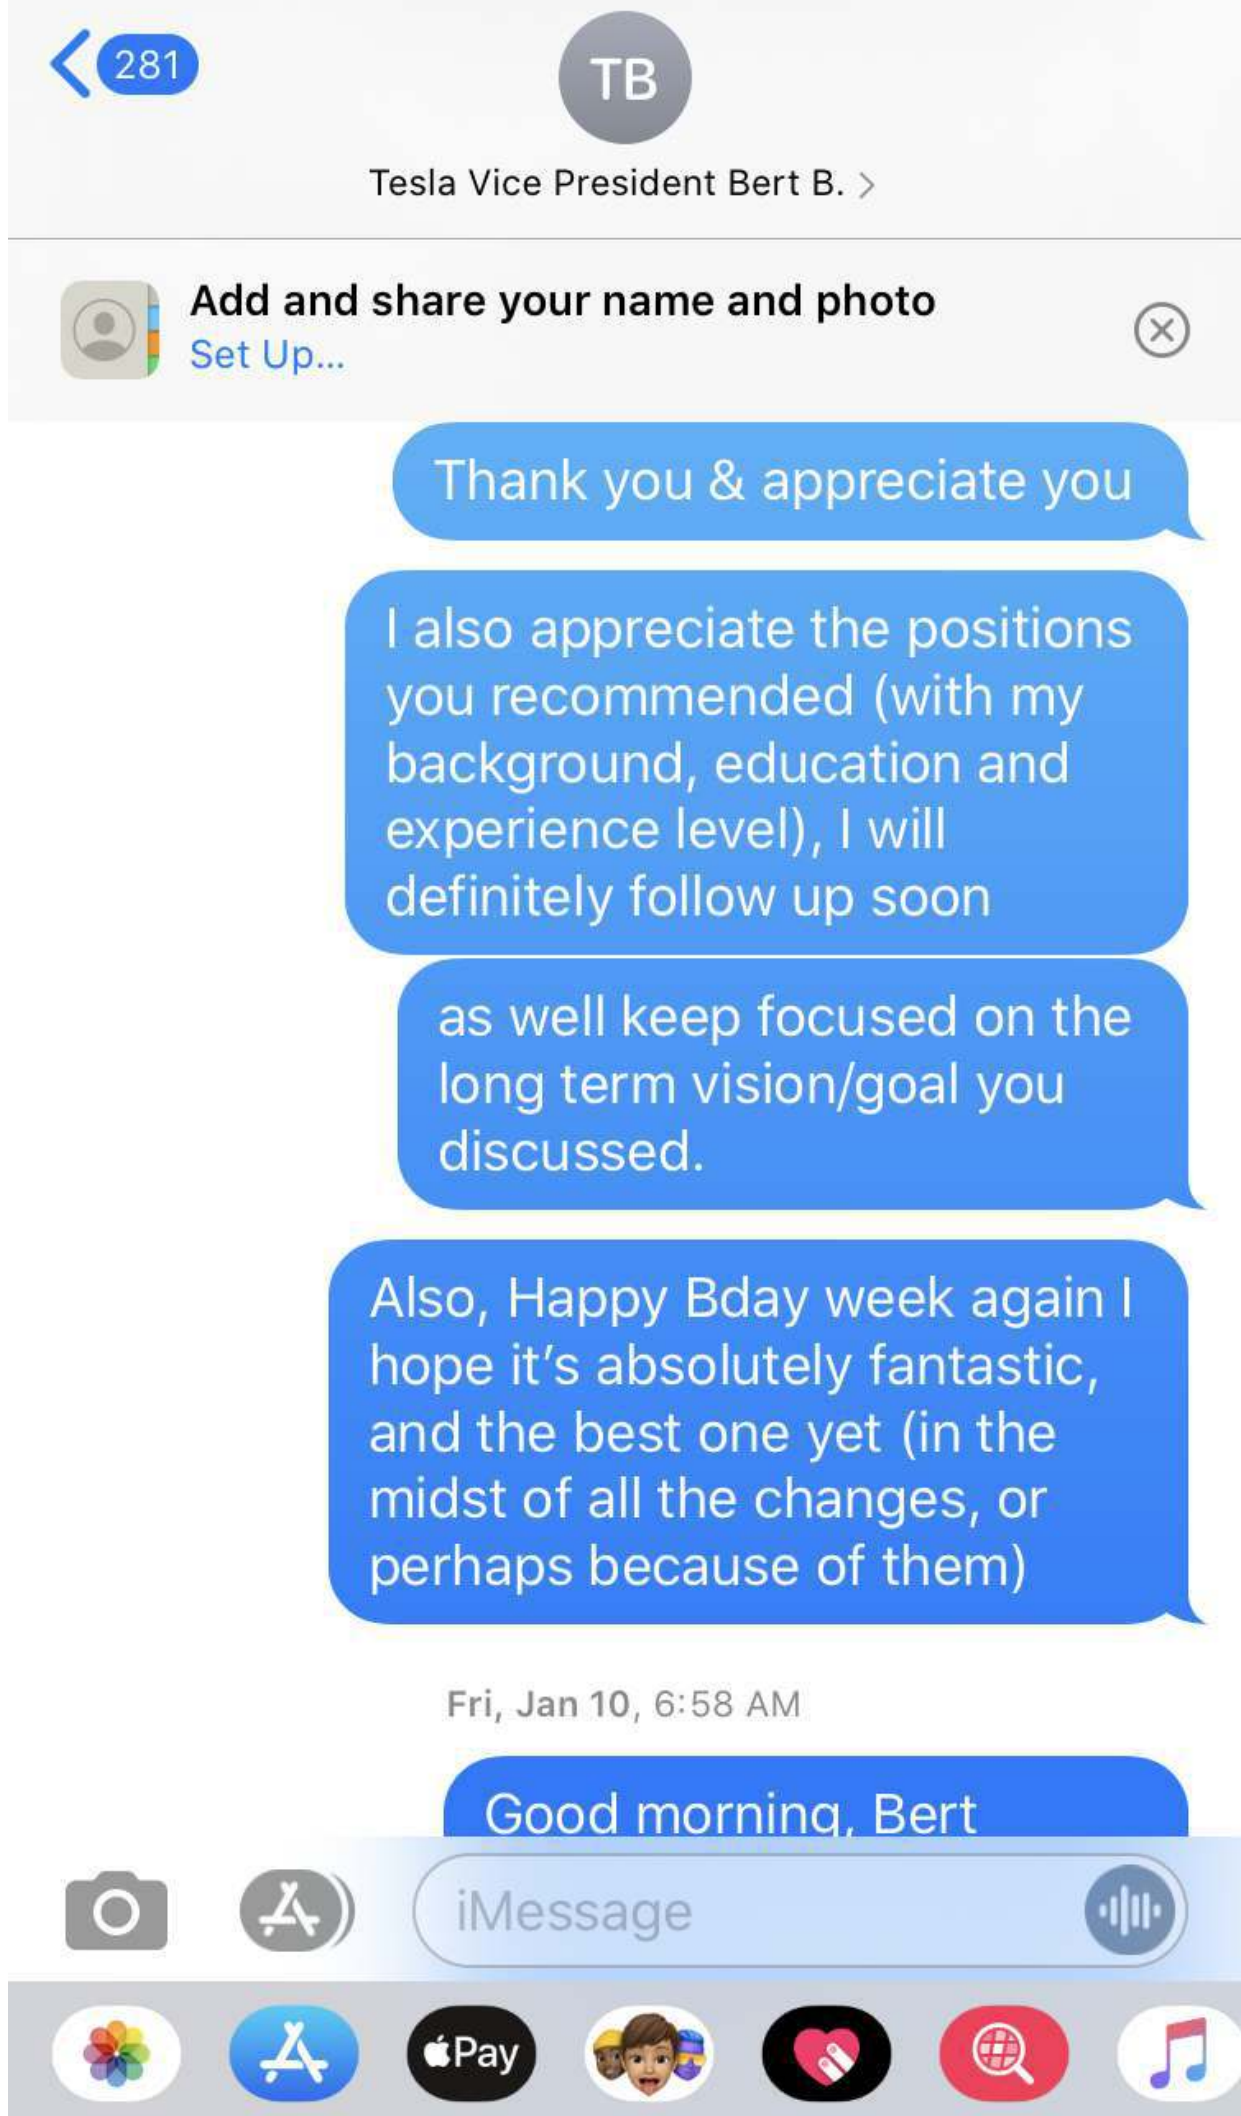 281
TB
Tesla Vice President Bert B. >
Add and share your name and photo
Set Up...
Thank you & appreciate you
I also appreciate the positions
you recommended (with my
background, education and
experience level), I will
definitely follow up soon
as well keep focused on the
long term vision/goal you
discussed.
Also, Happy Bday week again I
hope it's absolutely fantastic,
and the best one yet (in the
midst of all the changes, or
perhaps because of them)
Fri, Jan 10, 6:58 AM
Good morning, Bert
iMessage
Pay